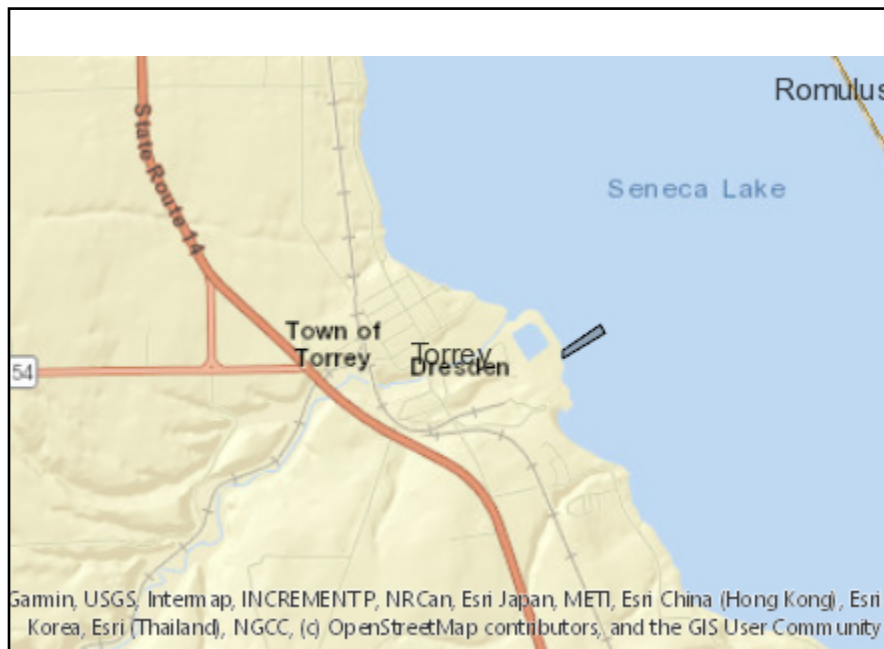 Romulus
Seneca Lake
State Route 14
Town of
Torrey
Torrey
Dresden
54
Garmin, USGS, Intermap, INCREMENT P, NRCan, Esri Japan, METI, Esri China (Hong Kong), Esri
Korea, Esri (Thailand), NGCC, (c) OpenStreetMap contributors, and the GIS User Community